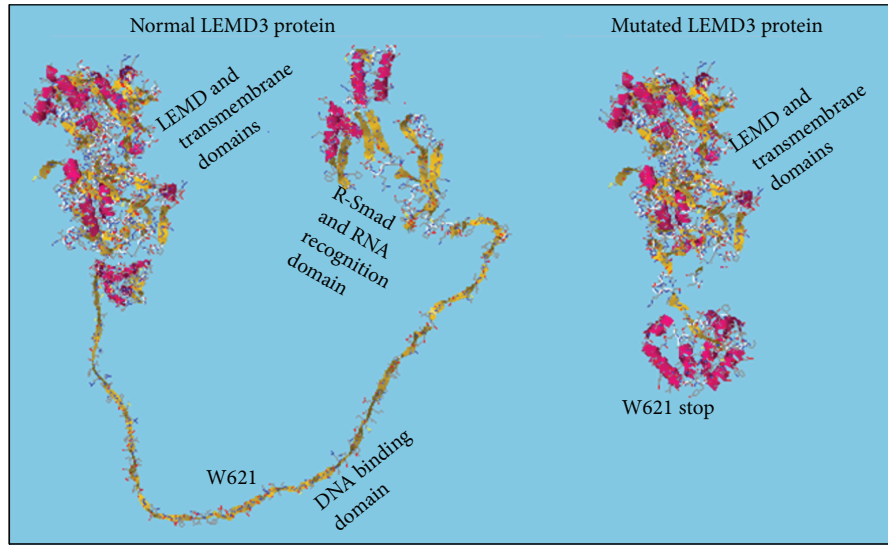 Normal LEMD3 protein
LEMD and
transmembrane
domains
R-Smad
and RNA
recognition
domain
W621
DNA binding
domain
Mutated LEMD3 protein
LEMD and
transmembrane
domains
W621 stop